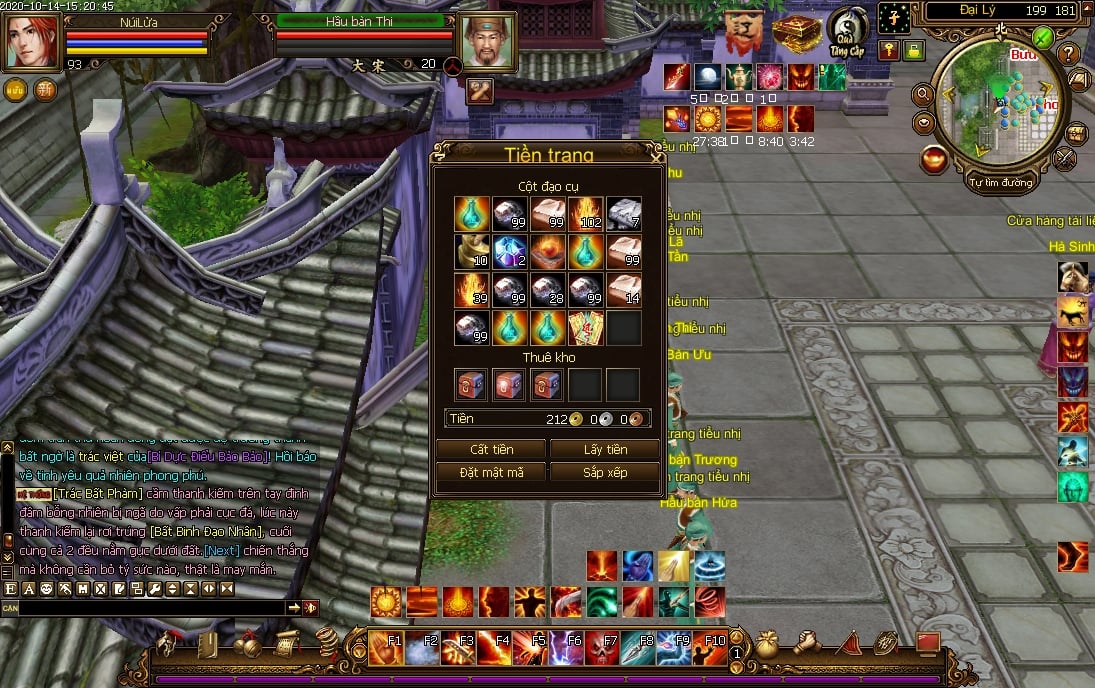 2020-10-14-15:20:45
NúiLửa
93
Hầu bàn Thi
大宋
20
Quà
Tăng Cấp
Đại Lý 199 181
北
Bưu
Tự tìm đường
27:38
8:40
3:42
Cửa hàng tài liệ
Hà Sinh
Tiền trang
Cột đạo cụ
99
99
102
7
10
2
99
39
99
28
99
14
99
Thuê kho
Tiền 212 0 0
Cất tiền
Lấy tiền
Đặt mật mã
Sắp xếp
tiểu nhị
Bàn Ưu
trang tiểu nhị
bàn Trương
n trang tiểu nhị
Hầu bàn Hứa
bất ngờ là trác việt của[Bỉ Dực Điểu Bảo Bảo]! Hồi báo
về tình yêu quả nhiên phong phú.
[Trác Bất Phàm] cầm thanh kiếm trên tay định
đâm bỗng nhiên bị ngã do vấp phải cục đá, lúc này
thanh kiếm lại rơi trúng [Bất Bình Đạo Nhân], cuối
cùng cả 2 đều nằm gục dưới đất.[Next] chiến thắng
mà không cần bỏ tý sức nào, thật là may mắn.
F1
F2
F3
F4
F5
F6
F7
F8
F9
F10
1